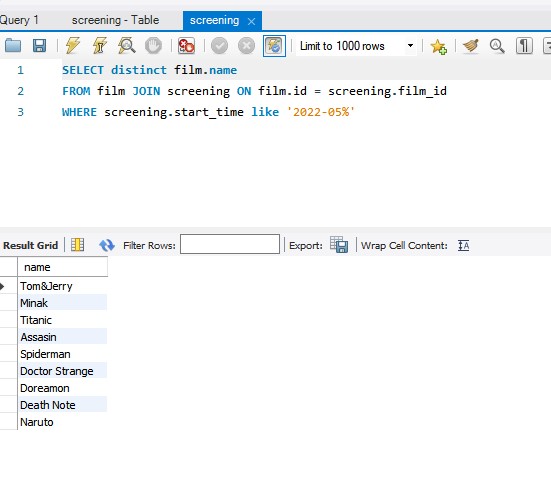 Query 1 screening - Table screening
Limit to 1000 rows
1 SELECT distinct film.name
2 FROM film JOIN screening ON film.id = screening.film_id
3 WHERE screening.start_time like '2022-05%'
Result Grid Filter Rows: Export: Wrap Cell Content:
name
Tom&Jerry
Minak
Titanic
Assasin
Spiderman
Doctor Strange
Doreamon
Death Note
Naruto